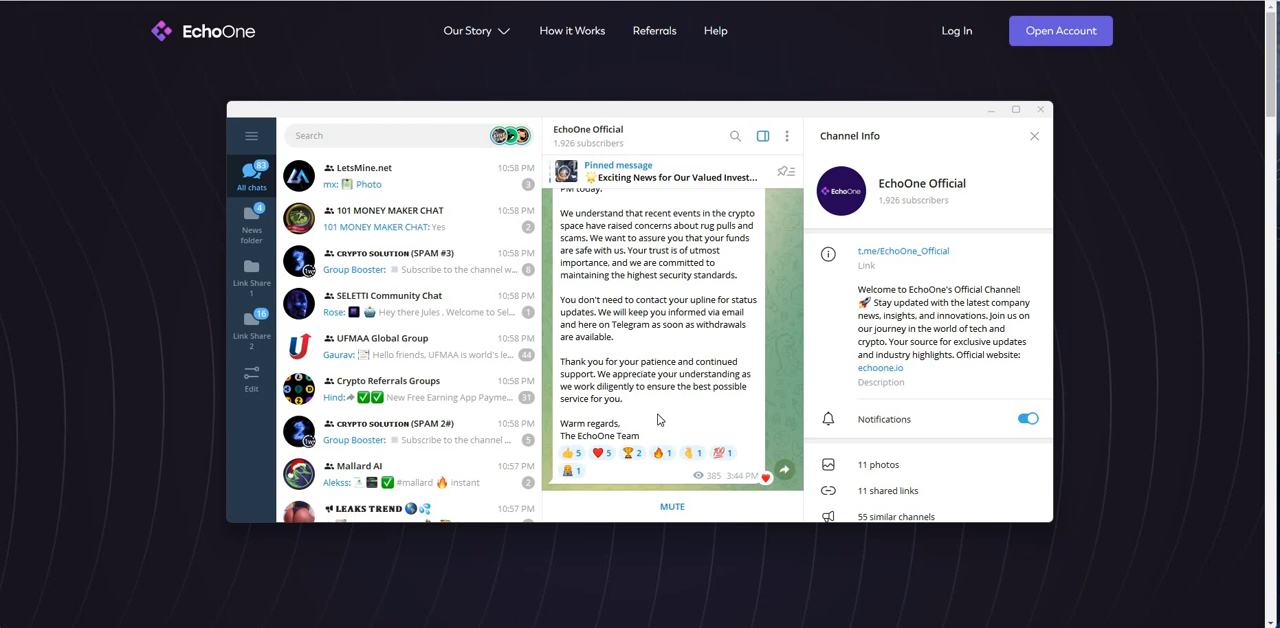 EchoOne
Our Story
How it Works
Referrals
Help
Log In
Open Account
Search
83
All chats
4
News
folder
Link Share
1
16
Link Share
2
Edit
LetsMine.net
10:58 PM
mx: Photo
3
101 MONEY MAKER CHAT
10:58 PM
101 MONEY MAKER CHAT: Yes
2
CRYPTO SOLUTION (SPAM #3)
10:58 PM
Group Booster: Subscribe to the channel w...
8
SELETTI Community Chat
10:58 PM
Rose: Hey there Jules , Welcome to Sel...
1
UFMAA Global Group
10:58 PM
Gaurav: Hello friends, UFMAA is world's le...
44
Crypto Referrals Groups
10:58 PM
Hind: New Free Earning App Payme...
31
CRYPTO SOLUTION (SPAM 2#)
10:58 PM
Group Booster: Subscribe to the channel ...
5
Mallard AI
10:57 PM
Alekss: #mallard instant
2
LEAKS TREND
10:57 PM
EchoOne Official
1,926 subscribers
Pinned message
Exciting News for Our Valued Invest...
PM today.
We understand that recent events in the crypto
space have raised concerns about rug pulls and
scams. We want to assure you that your funds
are safe with us. Your trust is of utmost
importance, and we are committed to
maintaining the highest security standards.
You don't need to contact your upline for status
updates. We will keep you informed via email
and here on Telegram as soon as withdrawals
are available.
Thank you for your patience and continued
support. We appreciate your understanding as
we work diligently to ensure the best possible
service for you.
Warm regards,
The EchoOne Team
5 5 2 1 1 100 1
1
385 3:44 PM
MUTE
Channel Info
EchoOne
EchoOne Official
1,926 subscribers
t.me/EchoOne_Official
Link
Welcome to EchoOne's Official Channel!
Stay updated with the latest company
news, insights, and innovations. Join us on
our journey in the world of tech and
crypto. Your source for exclusive updates
and industry highlights. Official website:
echoone.io
Description
Notifications
11 photos
11 shared links
55 similar channels